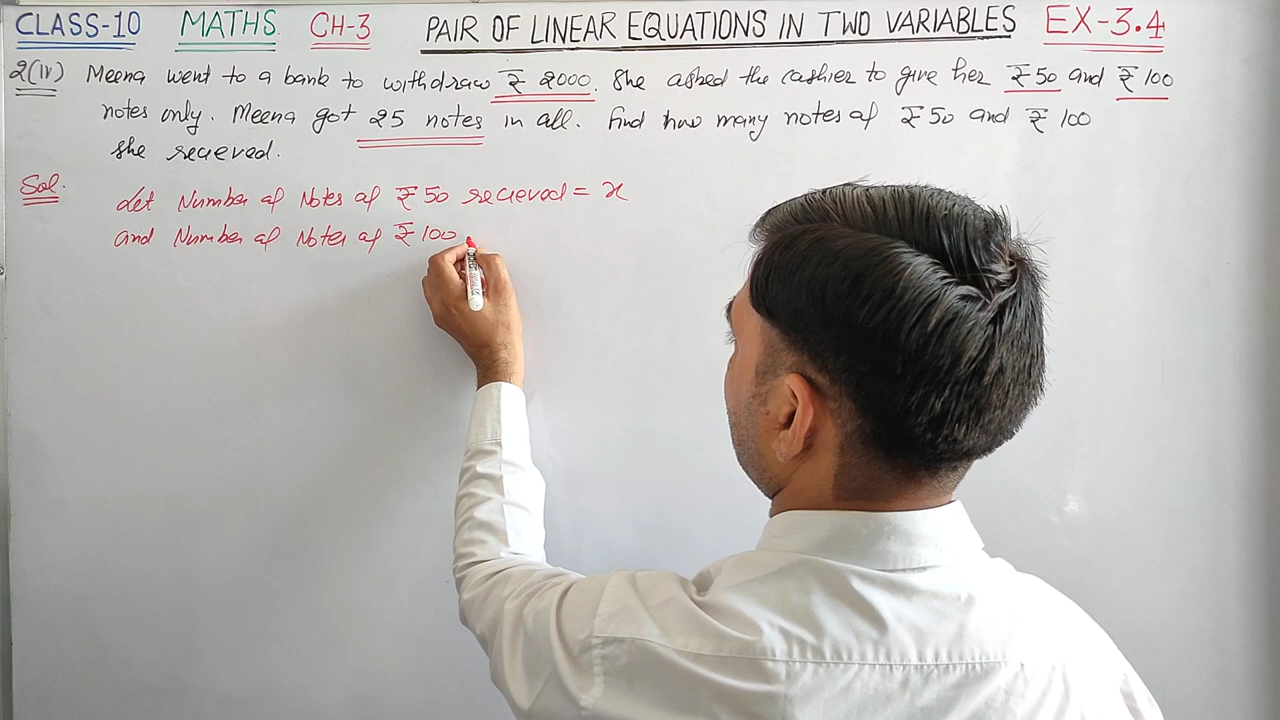 CLASS-10 MATHS CH-3 PAIR OF LINEAR EQUATIONS IN TWO VARIABLES EX-3.4
2(iv) Meena went to a bank to withdraw ₹ 2000. She asked the cashier to give her ₹50 and ₹ 100
notes only. Meena got 25 notes in all. Find how many notes of ₹50 and ₹ 100
she recieved.
Sol. Let Number of Notes of ₹50 recieved = x
and Number of Notes of ₹100